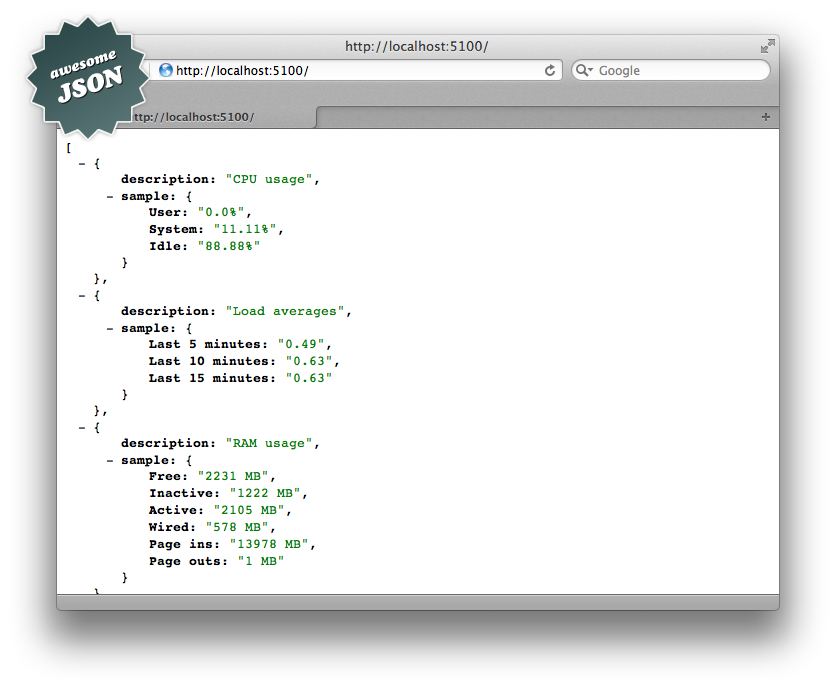 http://localhost:5100/
awesome
JSON
http://localhost:5100/
Google
ttp://localhost:5100/
+
[
– {
description: "CPU usage",
– sample: {
User: "0.0%",
System: "11.11%",
Idle: "88.88%"
}
},
– {
description: "Load averages",
– sample: {
Last 5 minutes: "0.49",
Last 10 minutes: "0.63",
Last 15 minutes: "0.63"
}
},
– {
description: "RAM usage",
– sample: {
Free: "2231 MB",
Inactive: "1222 MB",
Active: "2105 MB",
Wired: "578 MB",
Page ins: "13978 MB",
Page outs: "1 MB"
}
}